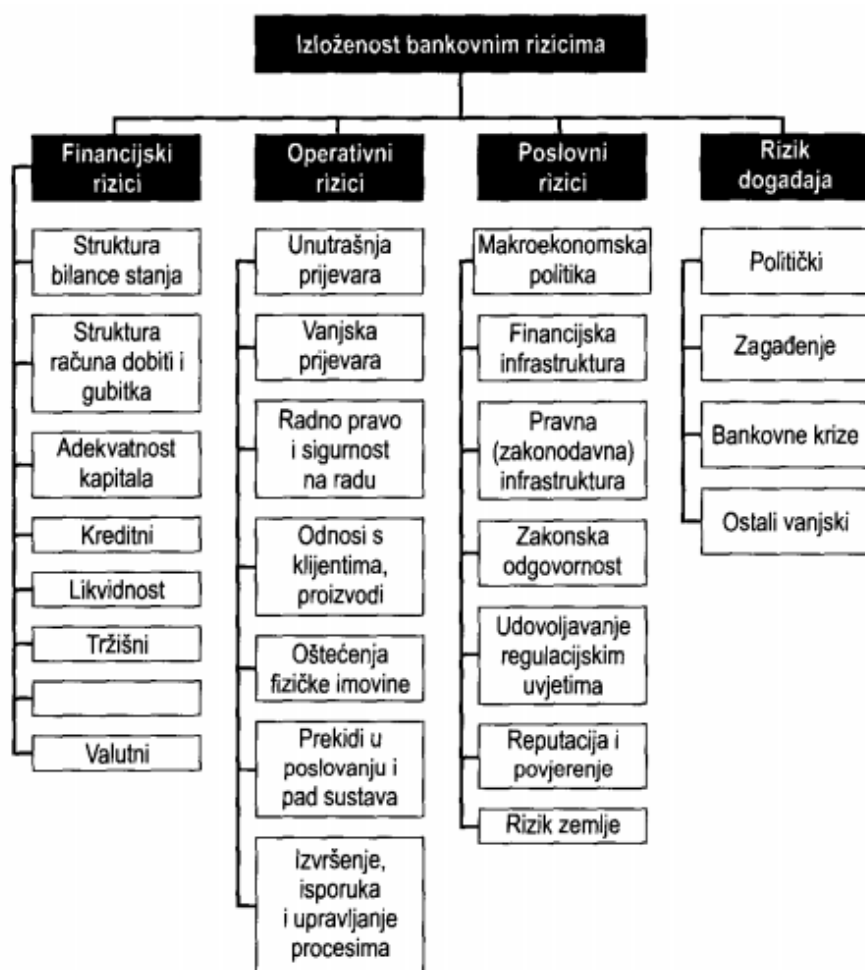 Izloženost bankovnim rizicima
Financijski
rizici
Struktura
bilance stanja
Struktura
računa dobiti i
gubitka
Adekvatnost
kapitala
Kreditni
Likvidnost
Tržišni
Valutni
Operativni
rizici
Unutrašnja
prijevara
Vanjska
prijevara
Radno pravo
i sigurnost
na radu
Odnosi s
klijentima,
proizvodi
Oštećenja
fizičke imovine
Prekidi u
poslovanju i
pad sustava
Izvršenje,
isporuka
i upravljanje
procesima
Poslovni
rizici
Makroekonomska
politika
Financijska
infrastruktura
Pravna
(zakonodavna)
infrastruktura
Zakonska
odgovornost
Udovoljavanje
regulacijskim
uvjetima
Reputacija i
povjerenje
Rizik zemlje
Rizik
događaja
Politički
Zagađenje
Bankovne krize
Ostali vanjski